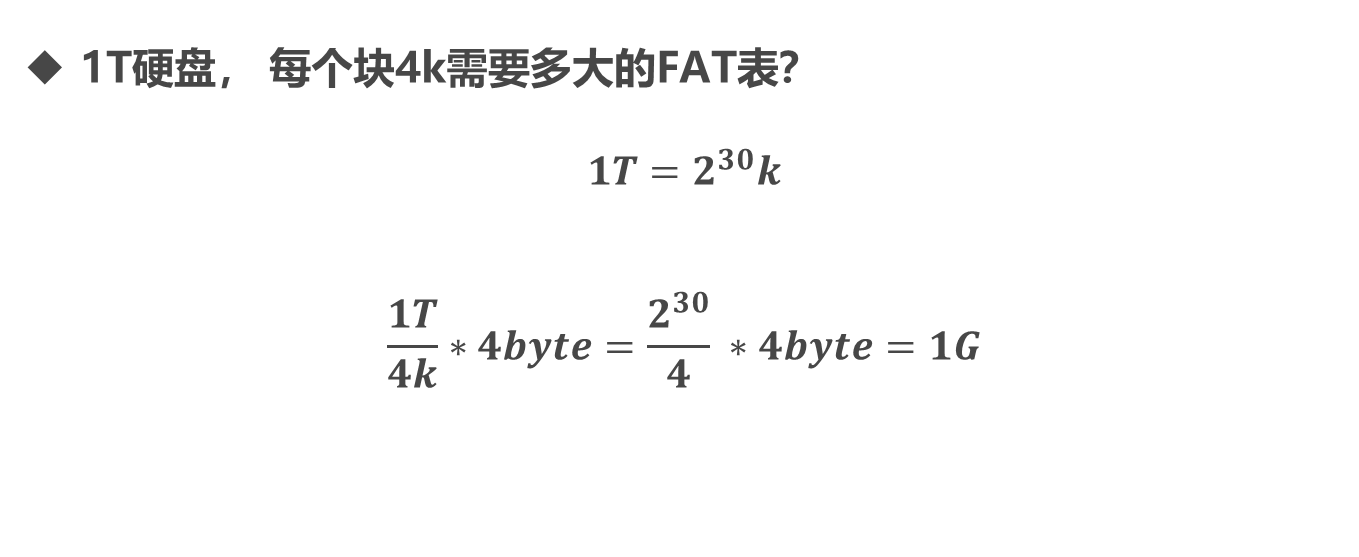 ◆ 1T硬盘， 每个块4k需要多大的FAT表?
1T = 2³⁰k
1T/4k * 4byte = 2³⁰/4 * 4byte = 1G